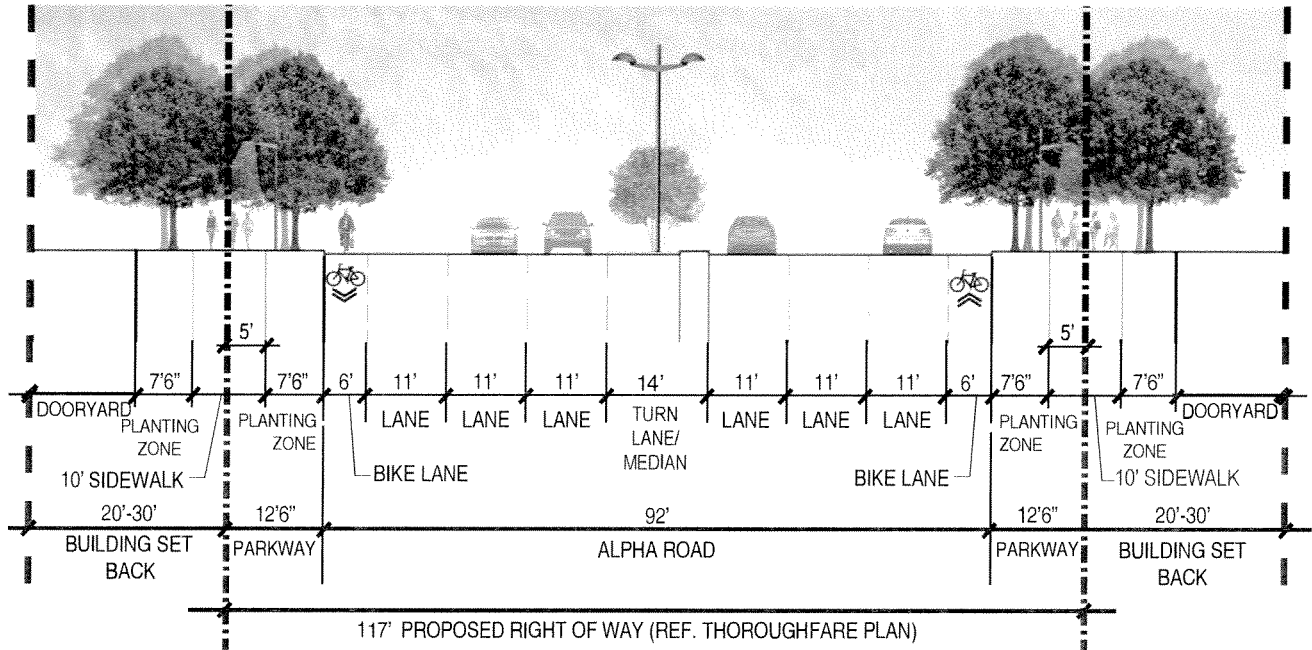 5' 5'
7'6" 7'6" 6' 11' 11' 11' 14' 11' 11' 11' 6' 7'6" 7'6"
DOORYARD PLANTING ZONE PLANTING ZONE LANE LANE LANE TURN LANE/ MEDIAN LANE LANE LANE PLANTING ZONE PLANTING ZONE DOORYARD
10' SIDEWALK BIKE LANE BIKE LANE 10' SIDEWALK
20'-30' 12'6" 92' 12'6" 20'-30'
BUILDING SET BACK PARKWAY ALPHA ROAD PARKWAY BUILDING SET BACK
117' PROPOSED RIGHT OF WAY (REF. THOROUGHFARE PLAN)